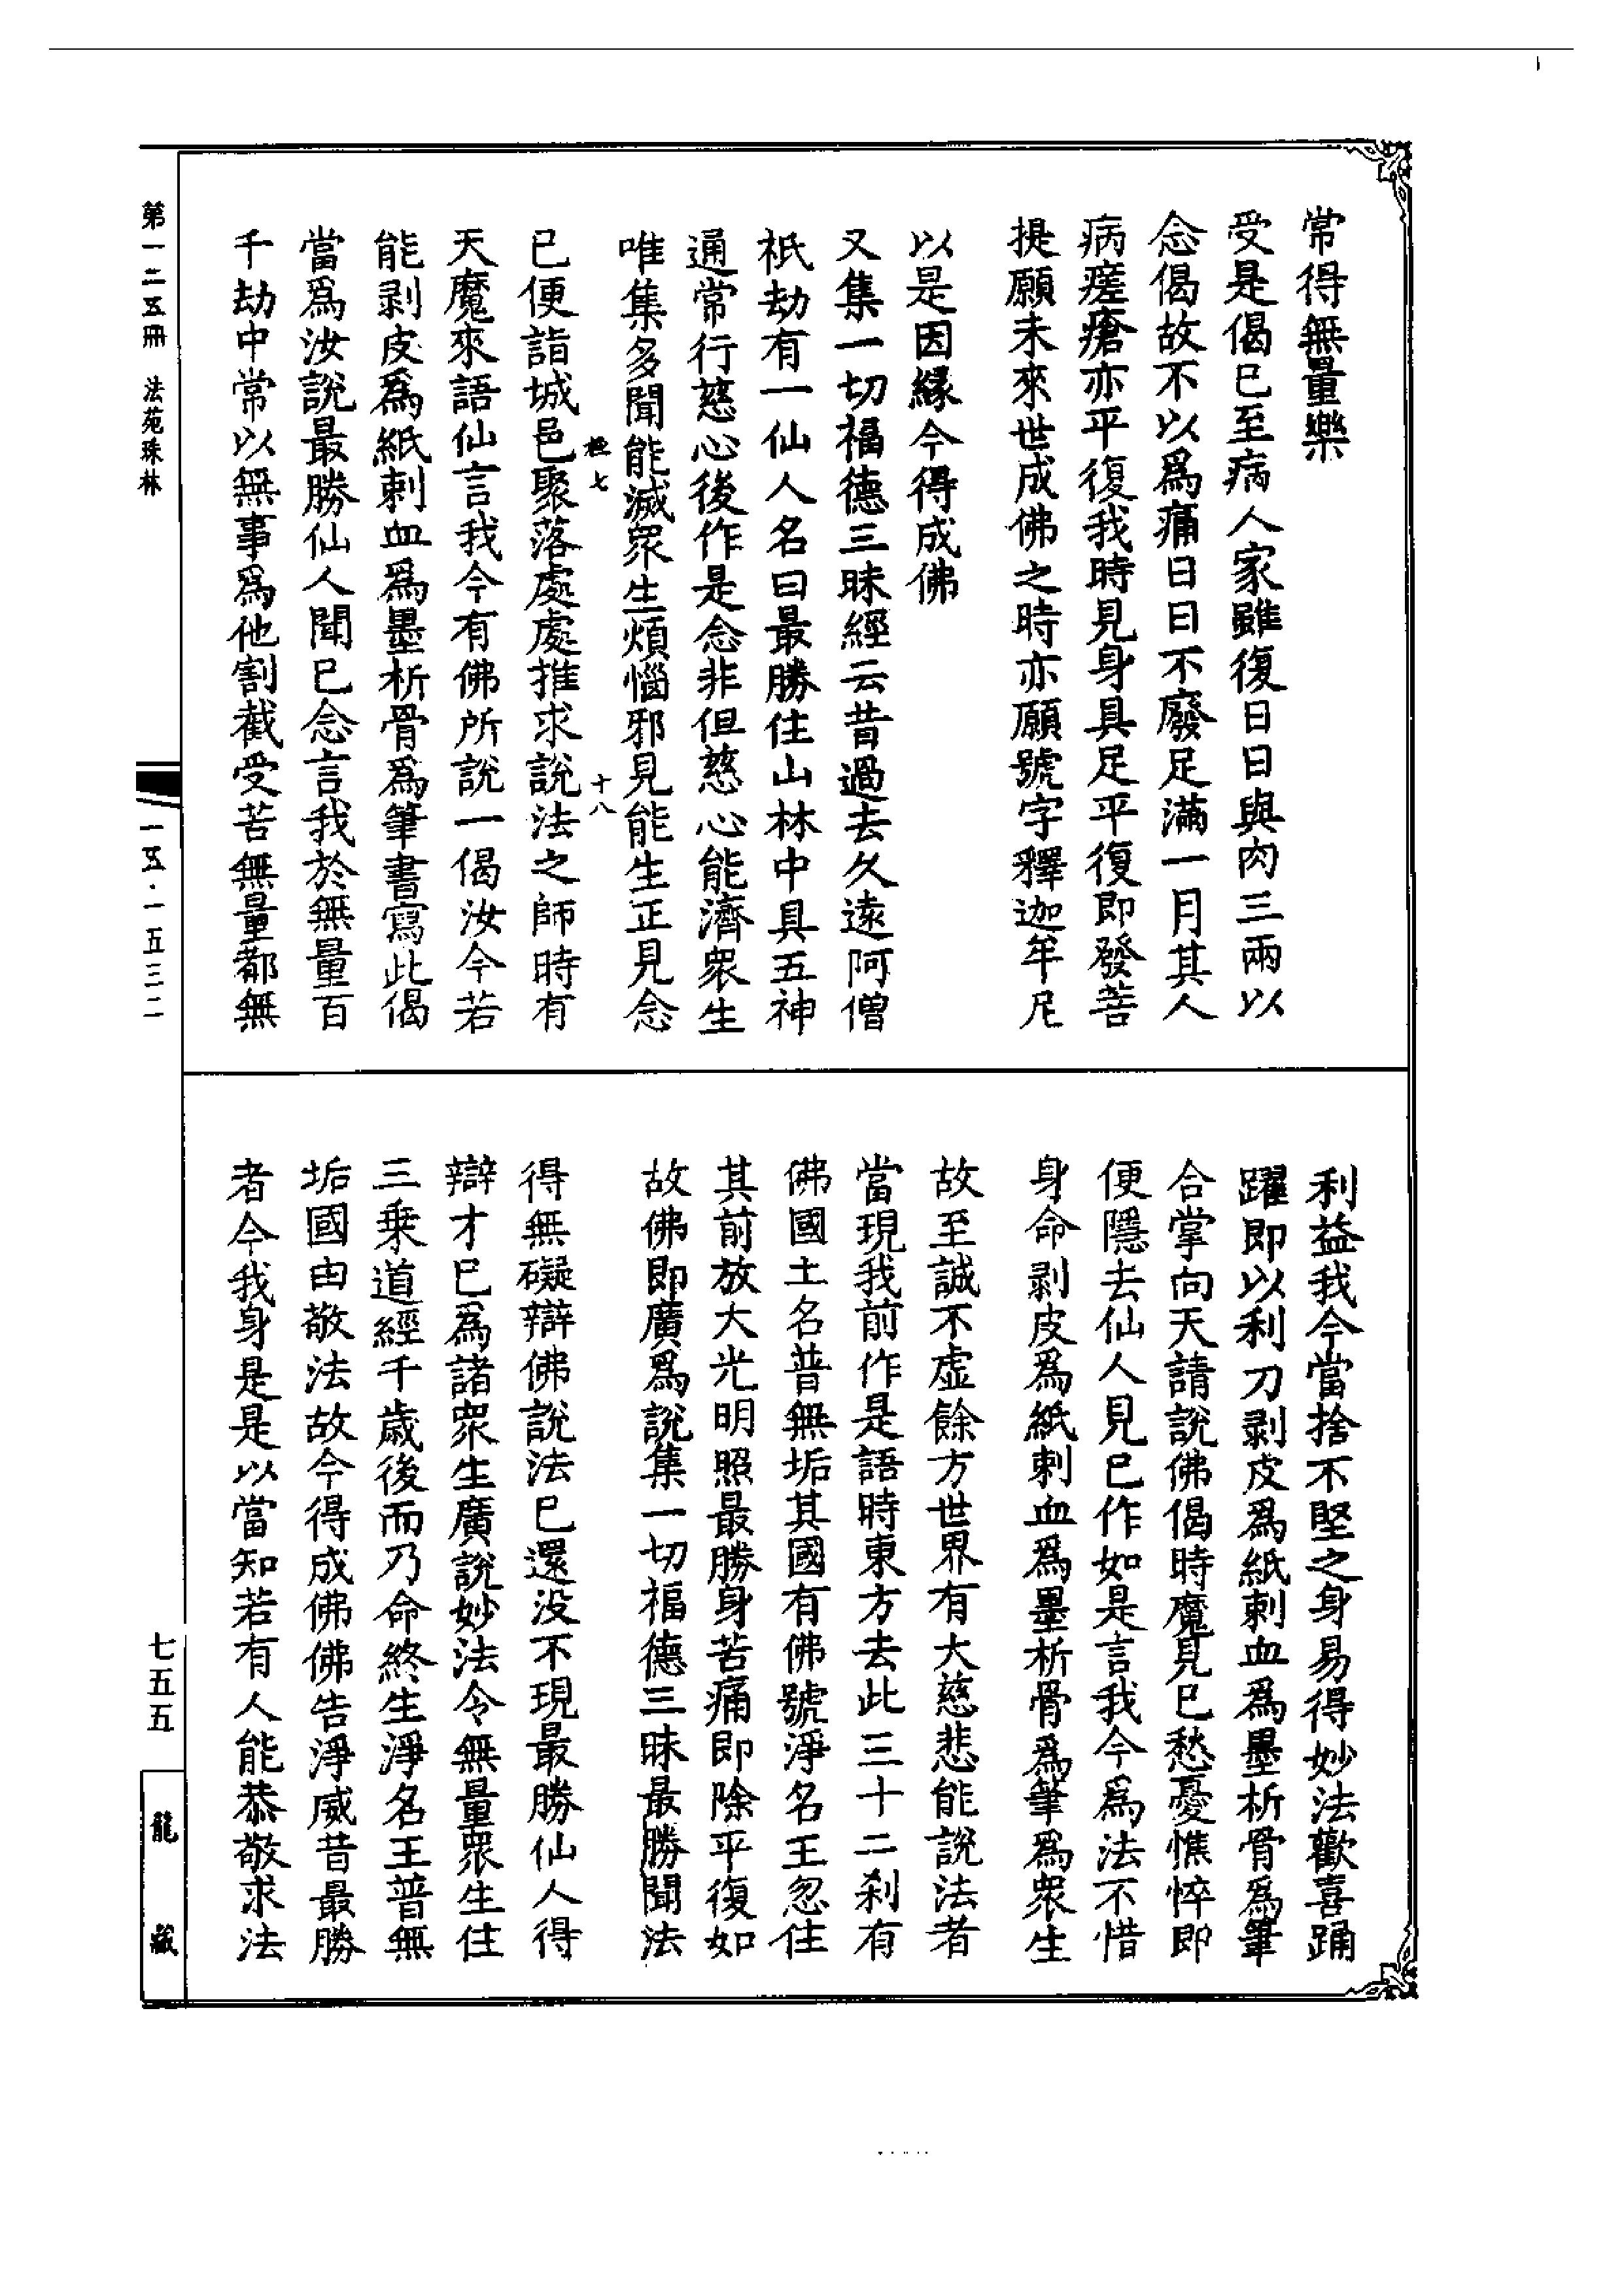 常得無量樂
受是偈已至病人家雖復日日與肉三兩以
念偈故不以爲痛日日不廢足滿一月其人
病瘥瘡亦平復我時見身具足平復即發菩
提願未來世成佛之時亦願號字釋迦牟尼
以是因緣今得成佛
又集一切福德三昧經云昔過去久遠阿僧
祇劫有一仙人名曰最勝住山林中具五神
通常行慈心後作是念非但慈心能濟衆生
唯集多聞能滅衆生煩惱邪見能生正見念
七 十八
已便詣城邑聚落處處推求說法之師時有
天魔來語仙言我今有佛所說一偈汝今若
能剥皮爲紙刺血爲墨析骨爲筆書寫此偈
當爲汝說最勝仙人聞已念言我於無量百
千劫中常以無事爲他割截受苦無量都無
利益我今當捨不堅之身易得妙法歡喜踊
躍即以利刀剥皮爲紙刺血爲墨析骨爲筆
合掌向天請說佛偈時魔見已愁憂憔悴即
便隱去仙人見已作如是言我今爲法不惜
身命剥皮爲紙刺血爲墨析骨爲筆爲衆生
故至誠不虛餘方世界有大慈悲能說法者
當現我前作是語時東方去此三十二刹有
佛國土名普無垢其國有佛號淨名王忽住
其前放大光明照最勝身苦痛即除平復如
故佛即廣爲說集一切福德三昧最勝聞法
得無礙辯佛說法已還没不現最勝仙人得
辯才已爲諸衆生廣說妙法令無量衆生住
三乘道經千歲後而乃命終生淨名王普無
垢國由敬法故今得成佛佛告淨威昔最勝
者今我身是是以當知若有人能恭敬求法
第一二五冊 法苑珠林
一五·一五三二
七五五
龍藏